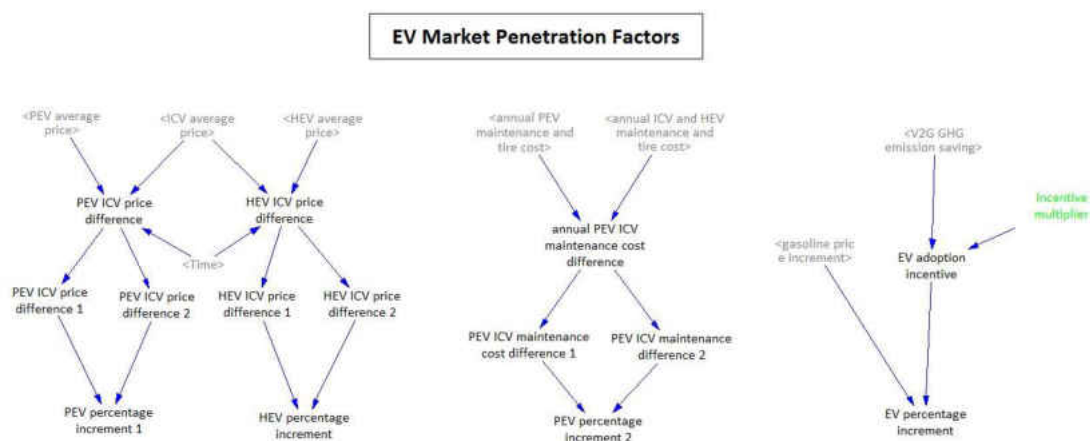 EV Market Penetration Factors
<PEV average
price>
<ICV average
price>
<HEV average
price>
PEV ICV price
difference
HEV ICV price
difference
<Time>
PEV ICV price
difference 1
PEV ICV price
difference 2
HEV ICV price
difference 1
HEV ICV price
difference 2
PEV percentage
increment 1
HEV percentage
increment
<annual PEV
maintenance and
tire cost>
<annual ICV and HEV
maintenance and
tire cost>
annual PEV ICV
maintenance cost
difference
PEV ICV maintenance
cost difference 1
PEV ICV maintenance
difference 2
PEV percentage
increment 2
<V2G GHG
emission saving>
Incentive
multiplier
<gasoline pric
e increment>
EV adoption
incentive
EV percentage
increment